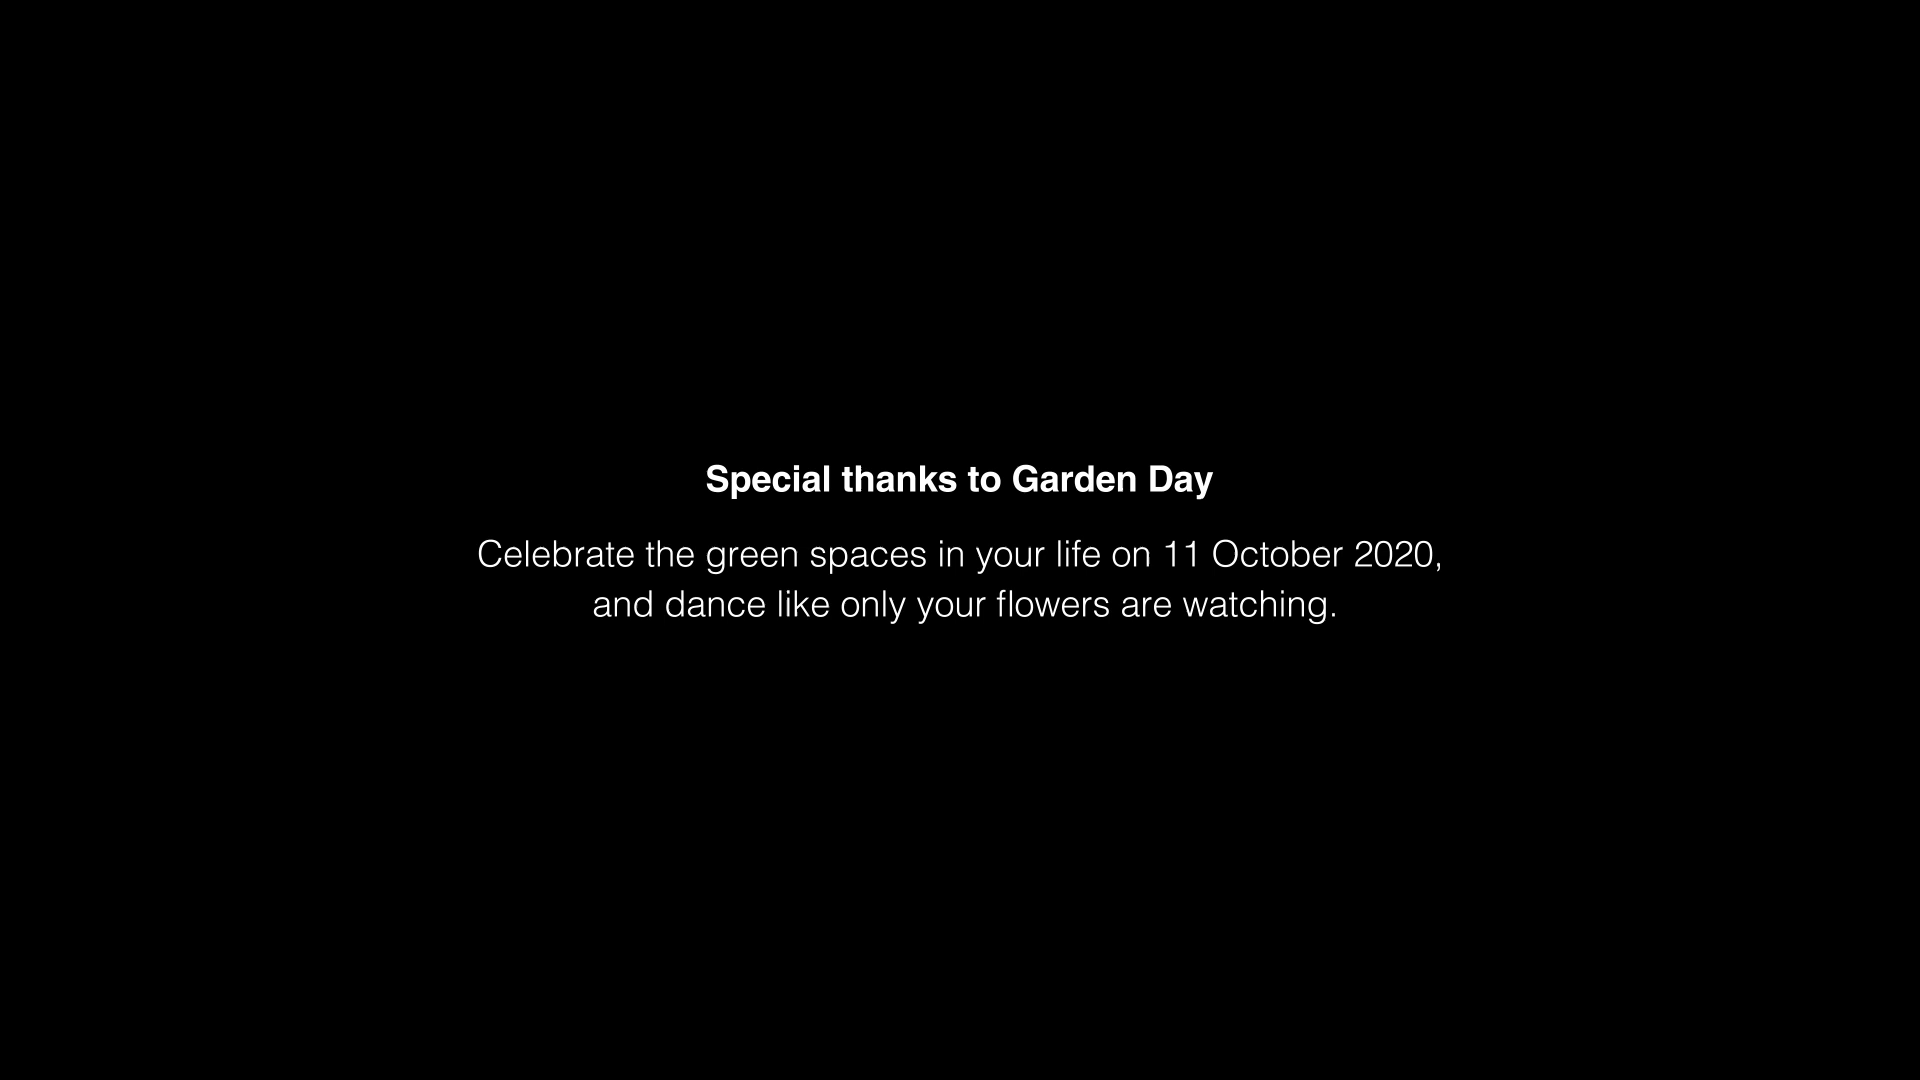 Special thanks to Garden Day
Celebrate the green spaces in your life on 11 October 2020,
and dance like only your flowers are watching.